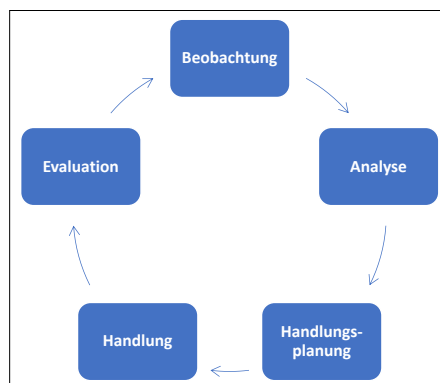 Beobachtung
Analyse
Handlungs-
planung
Handlung
Evaluation